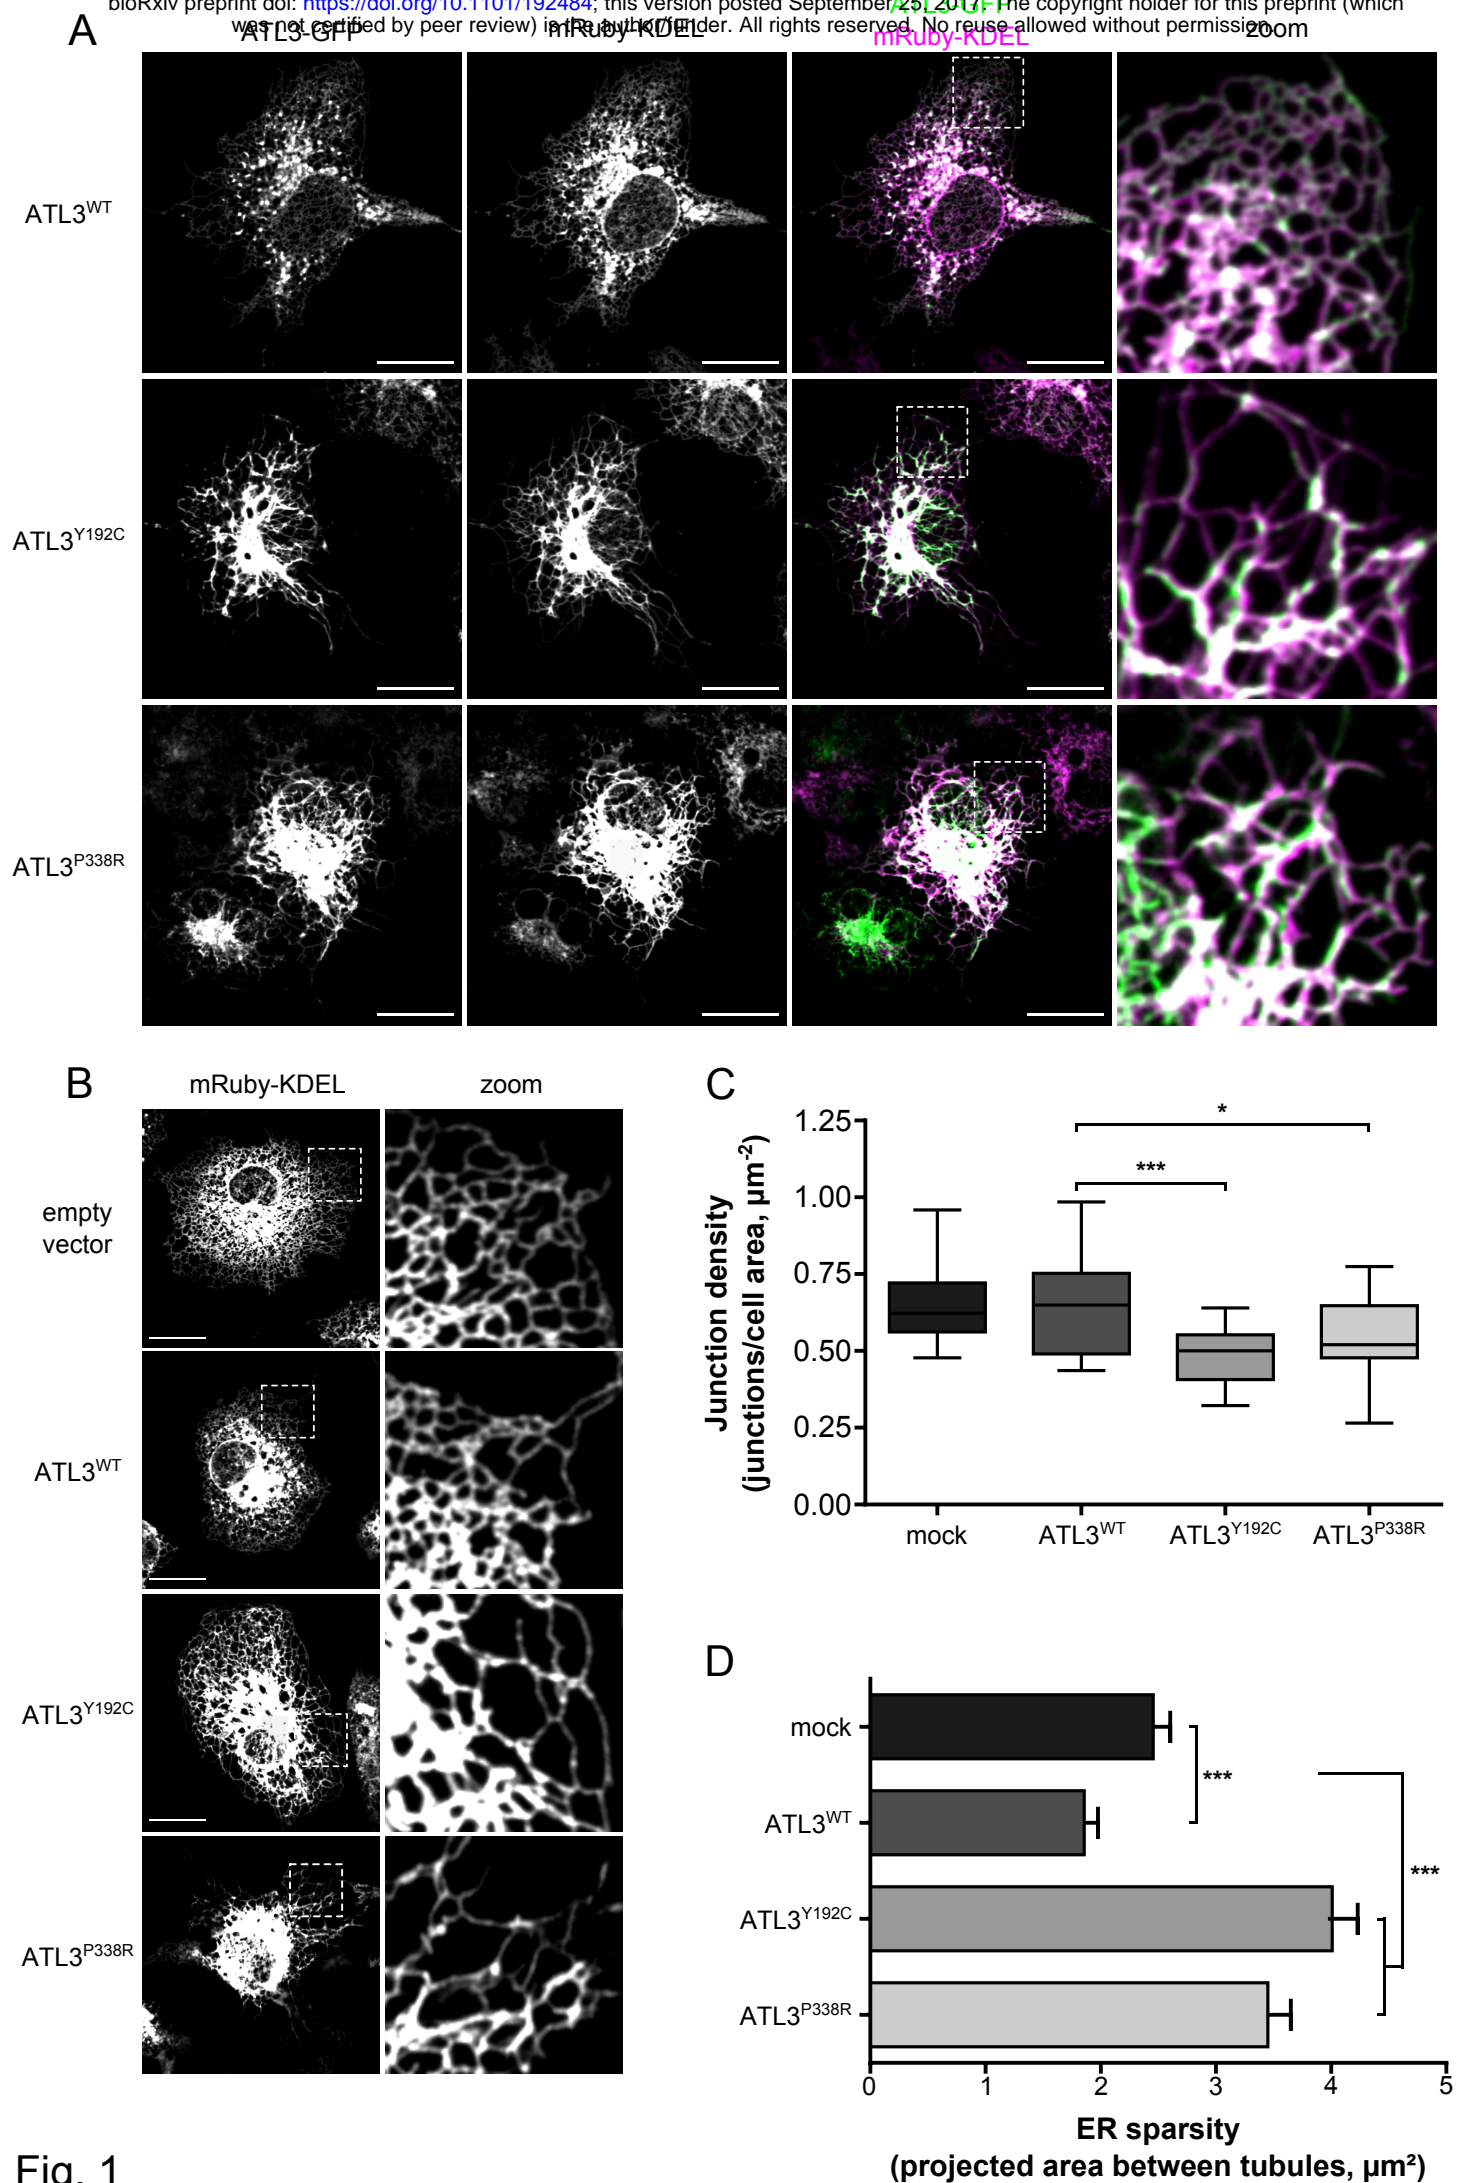 bioRxiv preprint doi: https://doi.org/10.1101/192484; this version posted September 25, 2017. The copyright holder for this preprint (which
was not certified by peer review) is the author/funder. All rights reserved. No reuse allowed without permission.
A
ATL3-GFP
mRuby-KDEL
ATL3-GFP
mRuby-KDEL
zoom
ATL3WT
ATL3Y192C
ATL3P338R
B
mRuby-KDEL
zoom
empty
vector
ATL3WT
ATL3Y192C
ATL3P338R
C
Junction density
(junctions/cell area, µm-2)
1.25
1.00
0.75
0.50
0.25
0.00
*
***
mock
ATL3WT
ATL3Y192C
ATL3P338R
D
mock
ATL3WT
ATL3Y192C
ATL3P338R
***
***
0 1 2 3 4 5
ER sparsity
(projected area between tubules, µm²)
Fig. 1